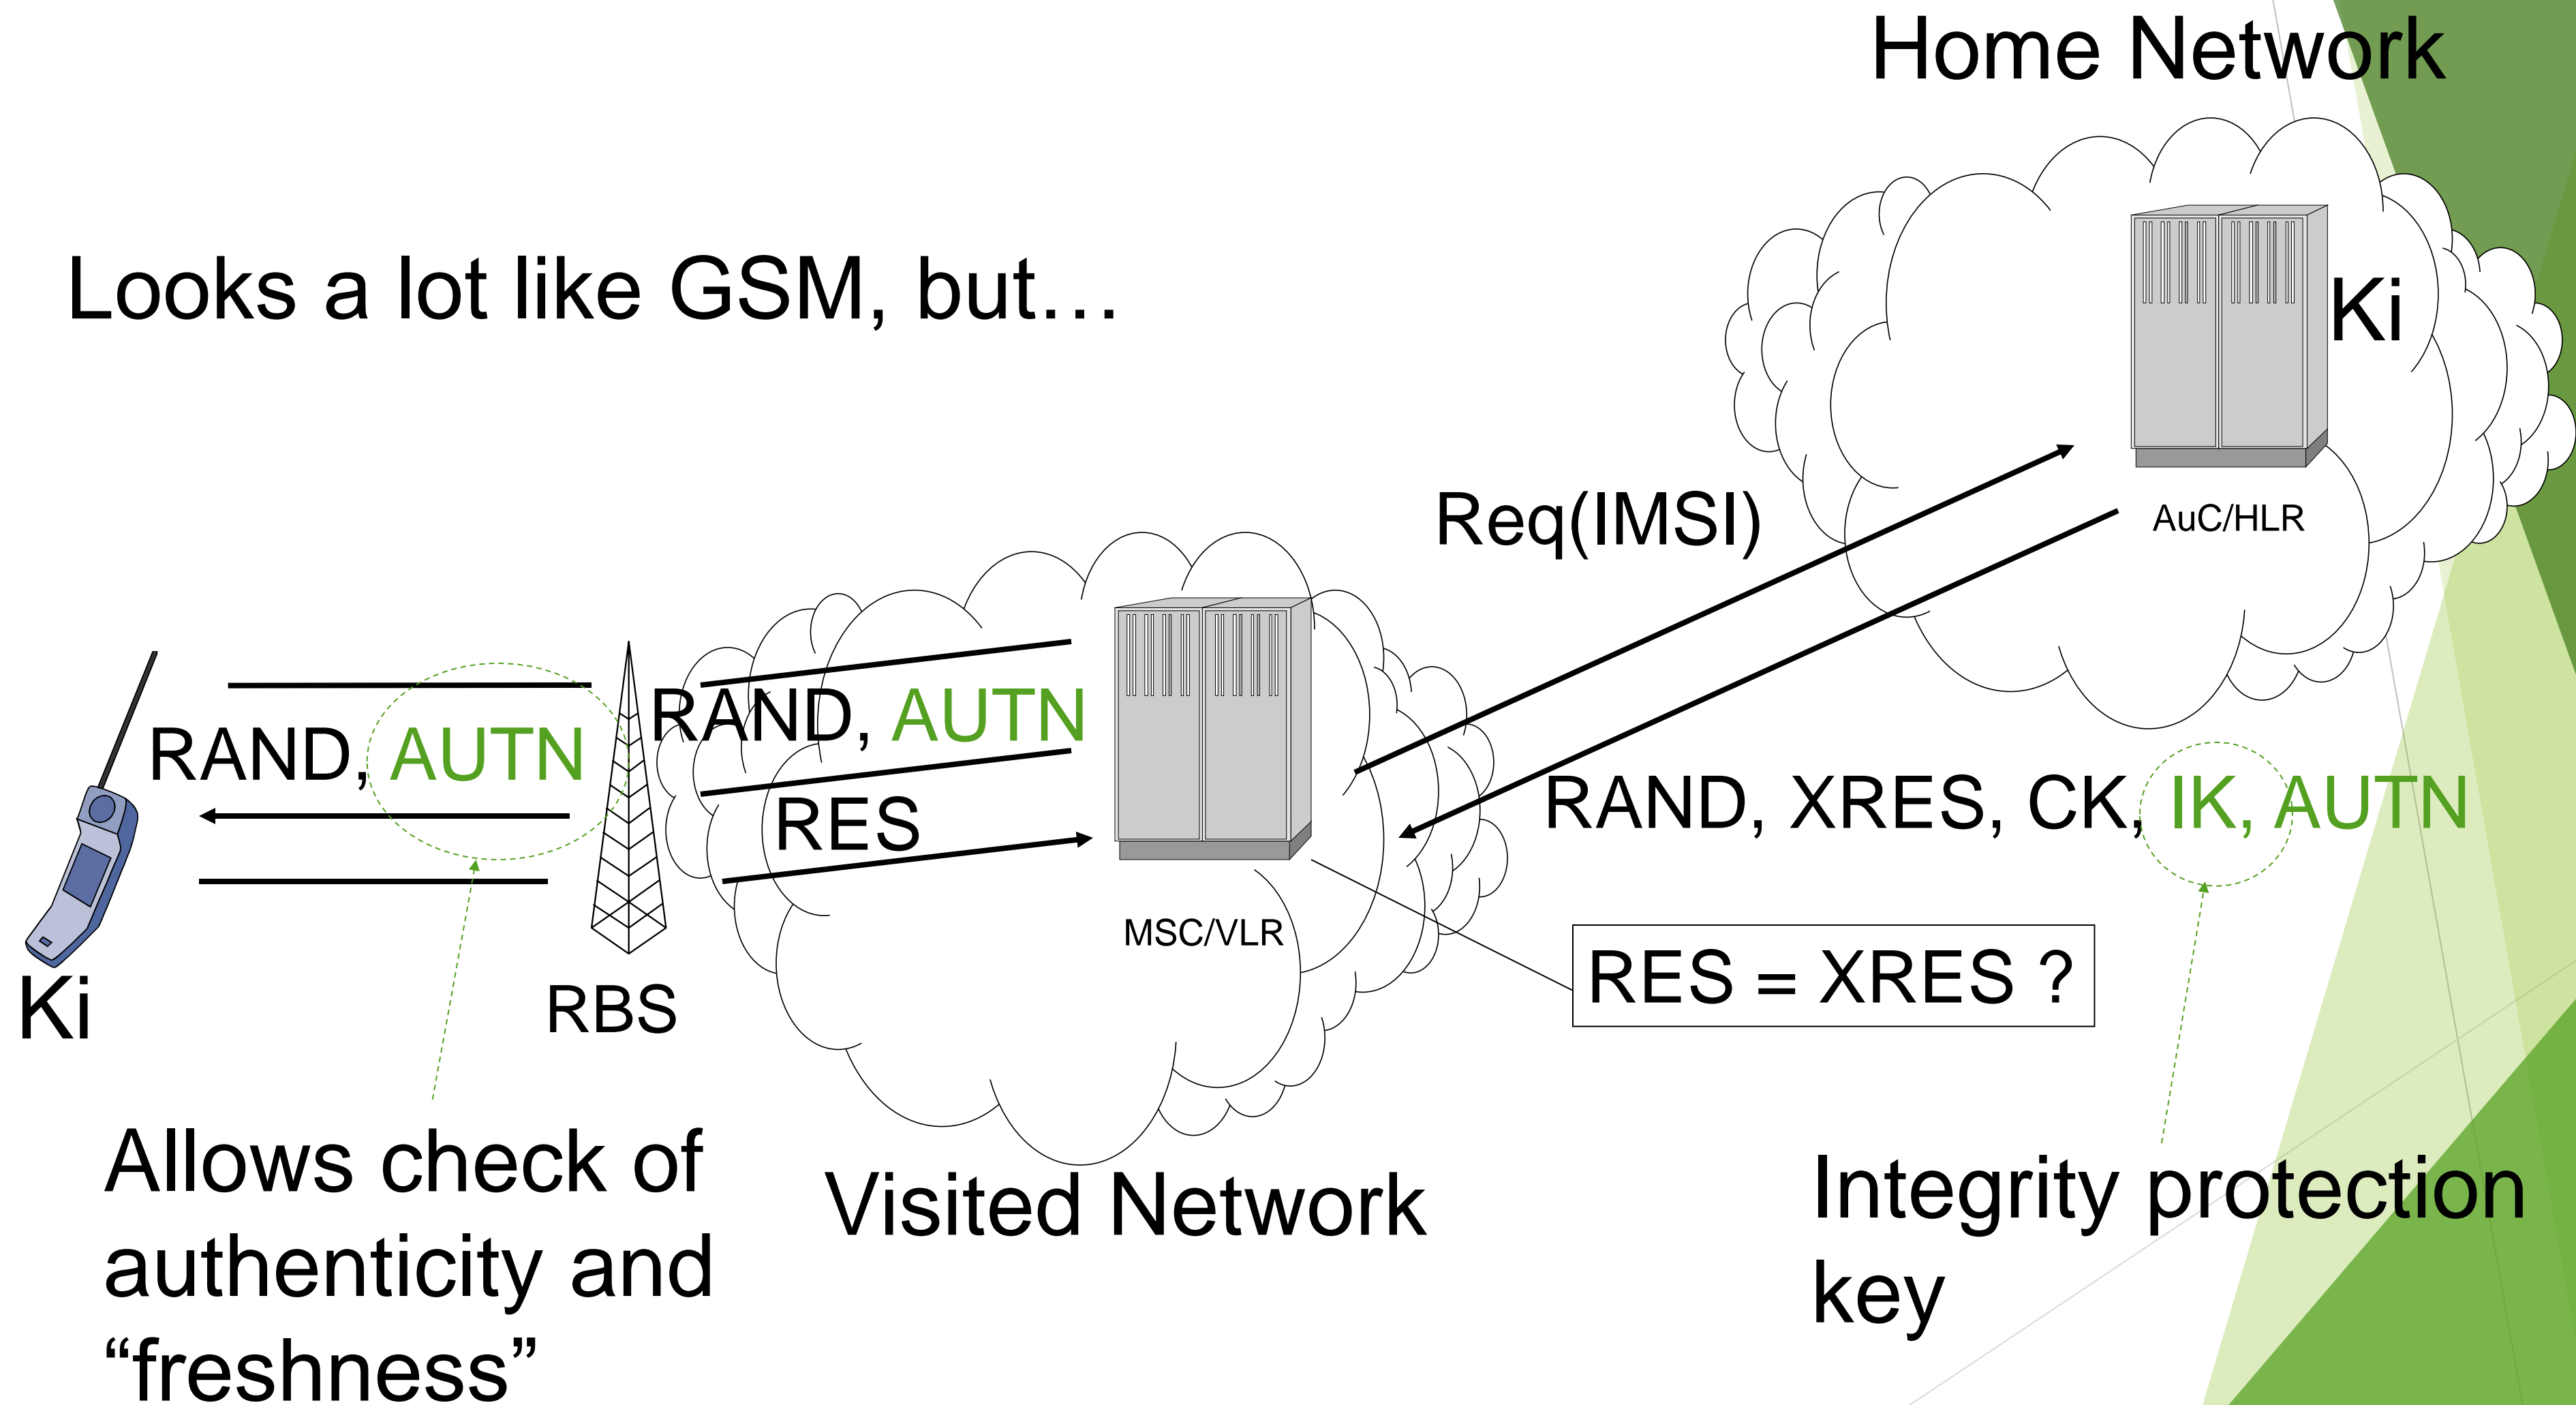 Home Network
Looks a lot like GSM, but…
Ki
AuC/HLR
Req(IMSI)
RAND, AUTN
RAND, AUTN
RES
RAND, XRES, CK, IK, AUTN
MSC/VLR
RES = XRES ?
Ki
RBS
Allows check of
authenticity and
“freshness”
Visited Network
Integrity protection
key